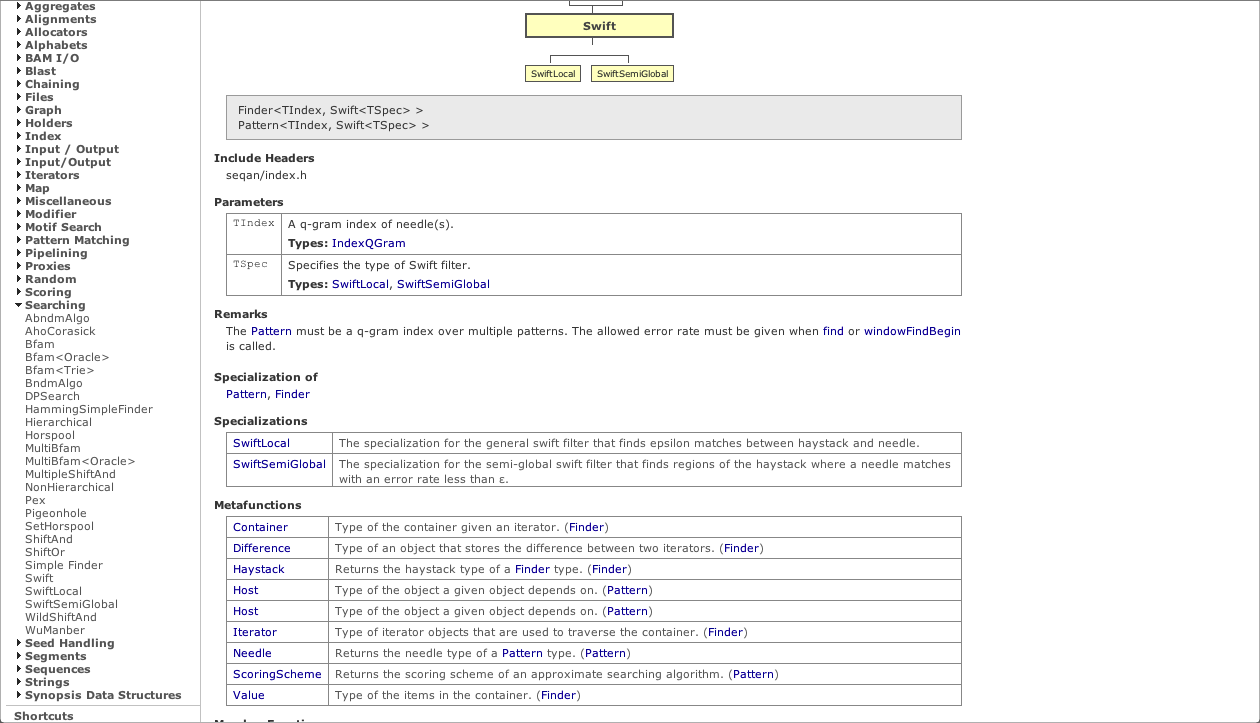 Aggregates
Alignments
Allocators
Alphabets
BAM I/O
Blast
Chaining
Files
Graph
Holders
Index
Input / Output
Input/Output
Iterators
Map
Miscellaneous
Modifier
Motif Search
Pattern Matching
Pipelining
Proxies
Random
Scoring
Searching
AbndmAlgo
AhoCorasick
Bfam
Bfam<Oracle>
Bfam<Trie>
BndmAlgo
DPSearch
HammingSimpleFinder
Hierarchical
Horspool
MultiBfam
MultiBfam<Oracle>
MultipleShiftAnd
NonHierarchical
Pex
Pigeonhole
SetHorspool
ShiftAnd
ShiftOr
Simple Finder
Swift
SwiftLocal
SwiftSemiGlobal
WildShiftAnd
WuManber
Seed Handling
Segments
Sequences
Strings
Synopsis Data Structures
Shortcuts
Swift
SwiftLocal SwiftSemiGlobal
Finder<TIndex, Swift<TSpec> >
Pattern<TIndex, Swift<TSpec> >
Include Headers
seqan/index.h
Parameters
TIndex A q-gram index of needle(s).
Types: IndexQGram
TSpec Specifies the type of Swift filter.
Types: SwiftLocal, SwiftSemiGlobal
Remarks
The Pattern must be a q-gram index over multiple patterns. The allowed error rate must be given when find or windowFindBegin
is called.
Specialization of
Pattern, Finder
Specializations
SwiftLocal The specialization for the general swift filter that finds epsilon matches between haystack and needle.
SwiftSemiGlobal The specialization for the semi-global swift filter that finds regions of the haystack where a needle matches
with an error rate less than ε.
Metafunctions
Container Type of the container given an iterator. (Finder)
Difference Type of an object that stores the difference between two iterators. (Finder)
Haystack Returns the haystack type of a Finder type. (Finder)
Host Type of the object a given object depends on. (Pattern)
Host Type of the object a given object depends on. (Pattern)
Iterator Type of iterator objects that are used to traverse the container. (Finder)
Needle Returns the needle type of a Pattern type. (Pattern)
ScoringScheme Returns the scoring scheme of an approximate searching algorithm. (Pattern)
Value Type of the items in the container. (Finder)